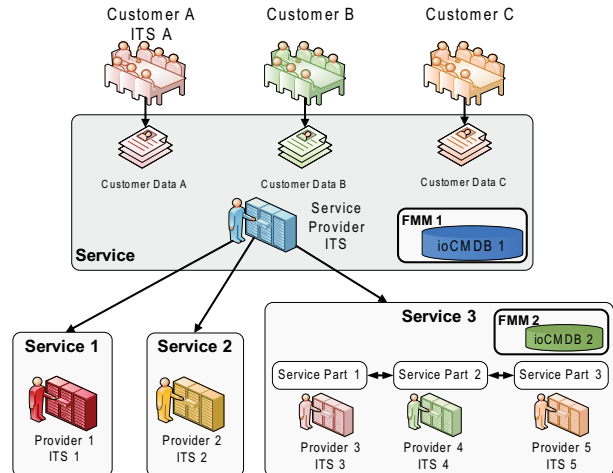 Customer A
ITS A
Customer B
Customer C
Customer Data A
Customer Data B
Customer Data C
Service
Provider
ITS
FMM 1
ioCMDB 1
Service
Service 1
Provider 1
ITS 1
Service 2
Provider 2
ITS 2
Service 3
FMM 2
ioCMDB 2
Service Part 1
Service Part 2
Service Part 3
Provider 3
ITS 3
Provider 4
ITS 4
Provider 5
ITS 5